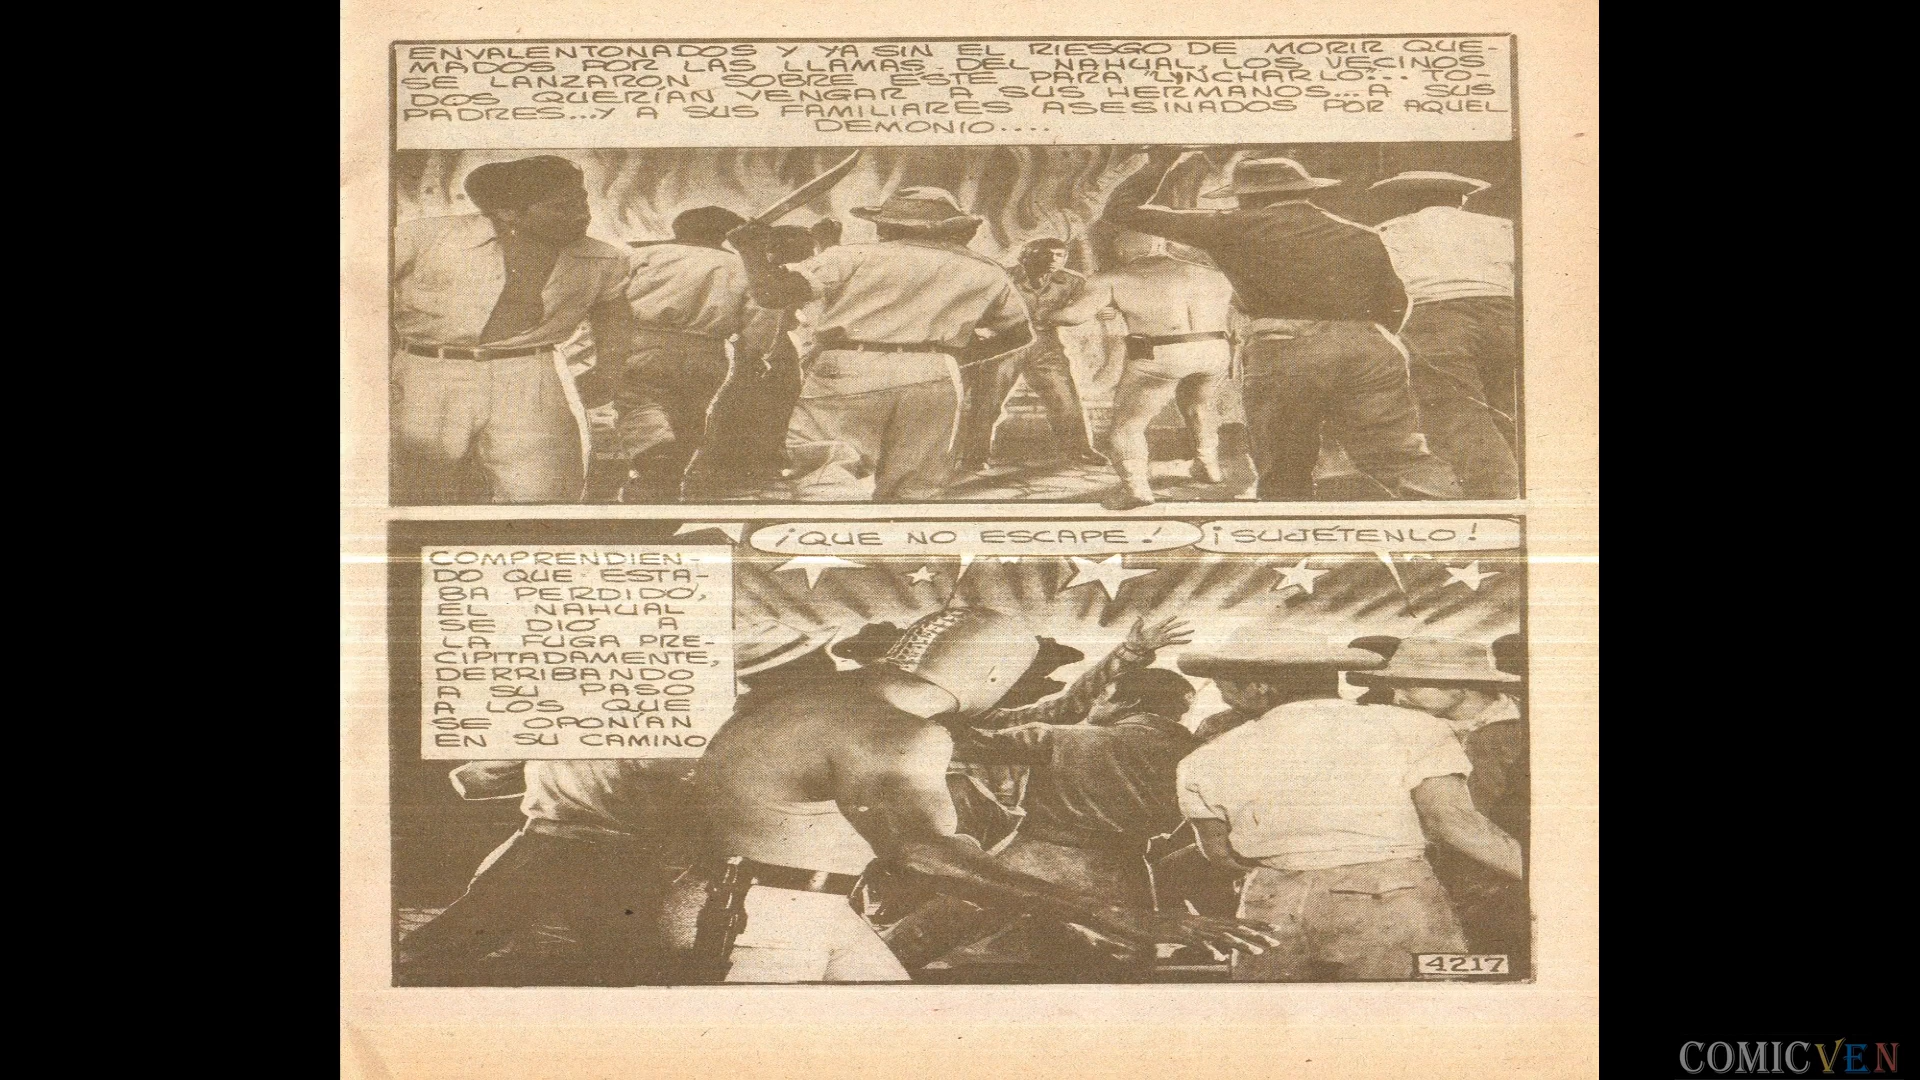 ENVALENTONADOS Y YA SIN EL RIESGO DE MORIR QUE-
MADOS POR LAS LLAMAS DEL NAHUAL, LOS VECINOS
SE LANZARON SOBRE ÉSTE PARA "LINCHARLO"... TO-
DOS QUERÍAN VENGAR A SUS HERMANOS... A SUS
PADRES...Y A SUS FAMILIARES ASESINADOS POR AQUEL
DEMONIO....
¡QUE NO ESCAPE!
¡SUJÉTENLO!
COMPRENDIEN-
DO QUE ESTA-
BA PERDIDO,
EL NAHUAL
SE DIO A
LA FUGA PRE-
CIPITADAMENTE,
DERRIBANDO
A SU PASO
A LOS QUE
SE OPONÍAN
EN SU CAMINO
4217
COMICVEN